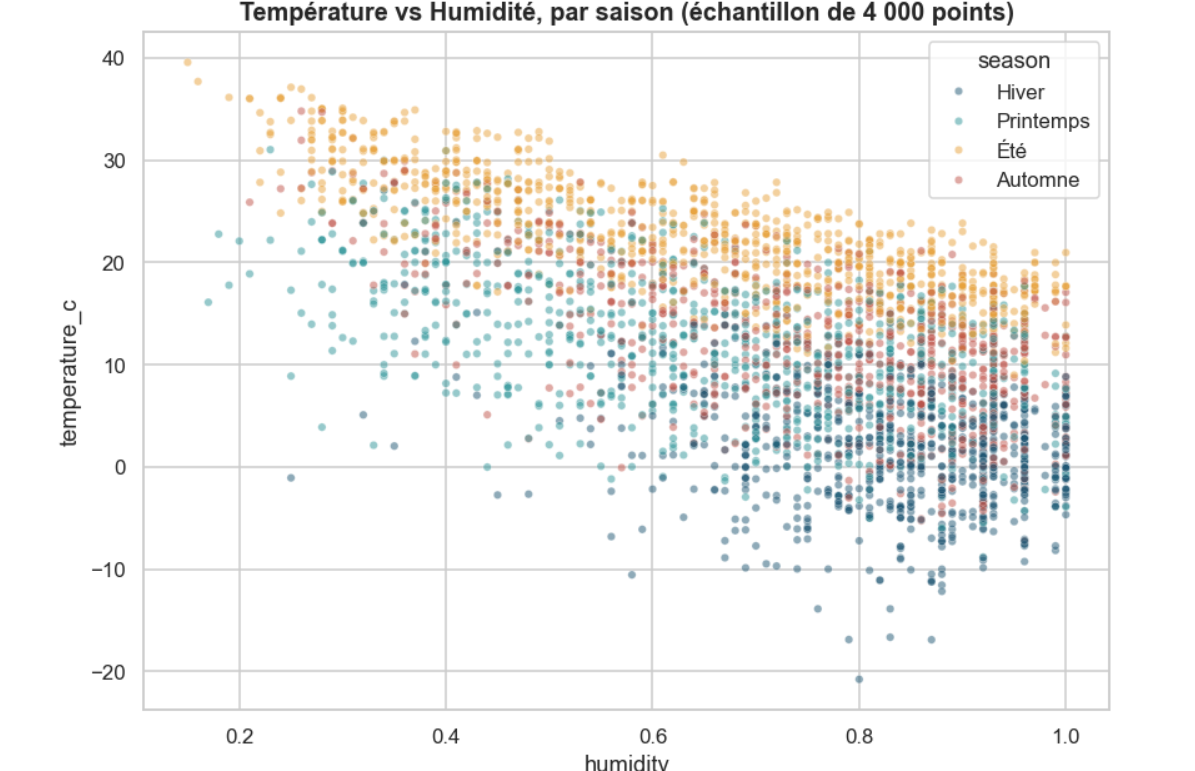 Température vs Humidité, par saison (échantillon de 4 000 points)
season
Hiver
Printemps
Été
Automne
temperature_c
40
30
20
10
0
−10
−20
0.2
0.4
0.6
0.8
1.0
humidity